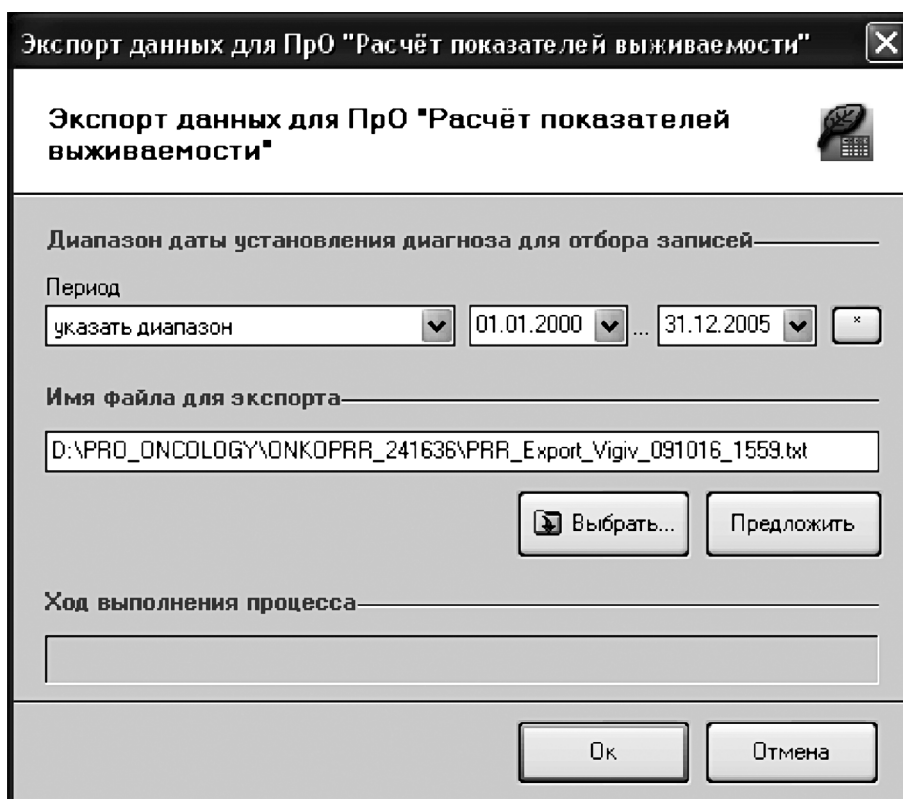 Экспорт данных для ПрО "Расчёт показателей выживаемости"
Экспорт данных для ПрО "Расчёт показателей
выживаемости"
Диапазон даты установления диагноза для отбора записей
Период
указать диапазон 01.01.2000 ... 31.12.2005 *
Имя файла для экспорта
D:\PRO_ONCOLOGY\ONKOPRR_241636\PRR_Export_Vigiv_091016_1559.txt
Выбрать... Предложить
Ход выполнения процесса
Ок Отмена